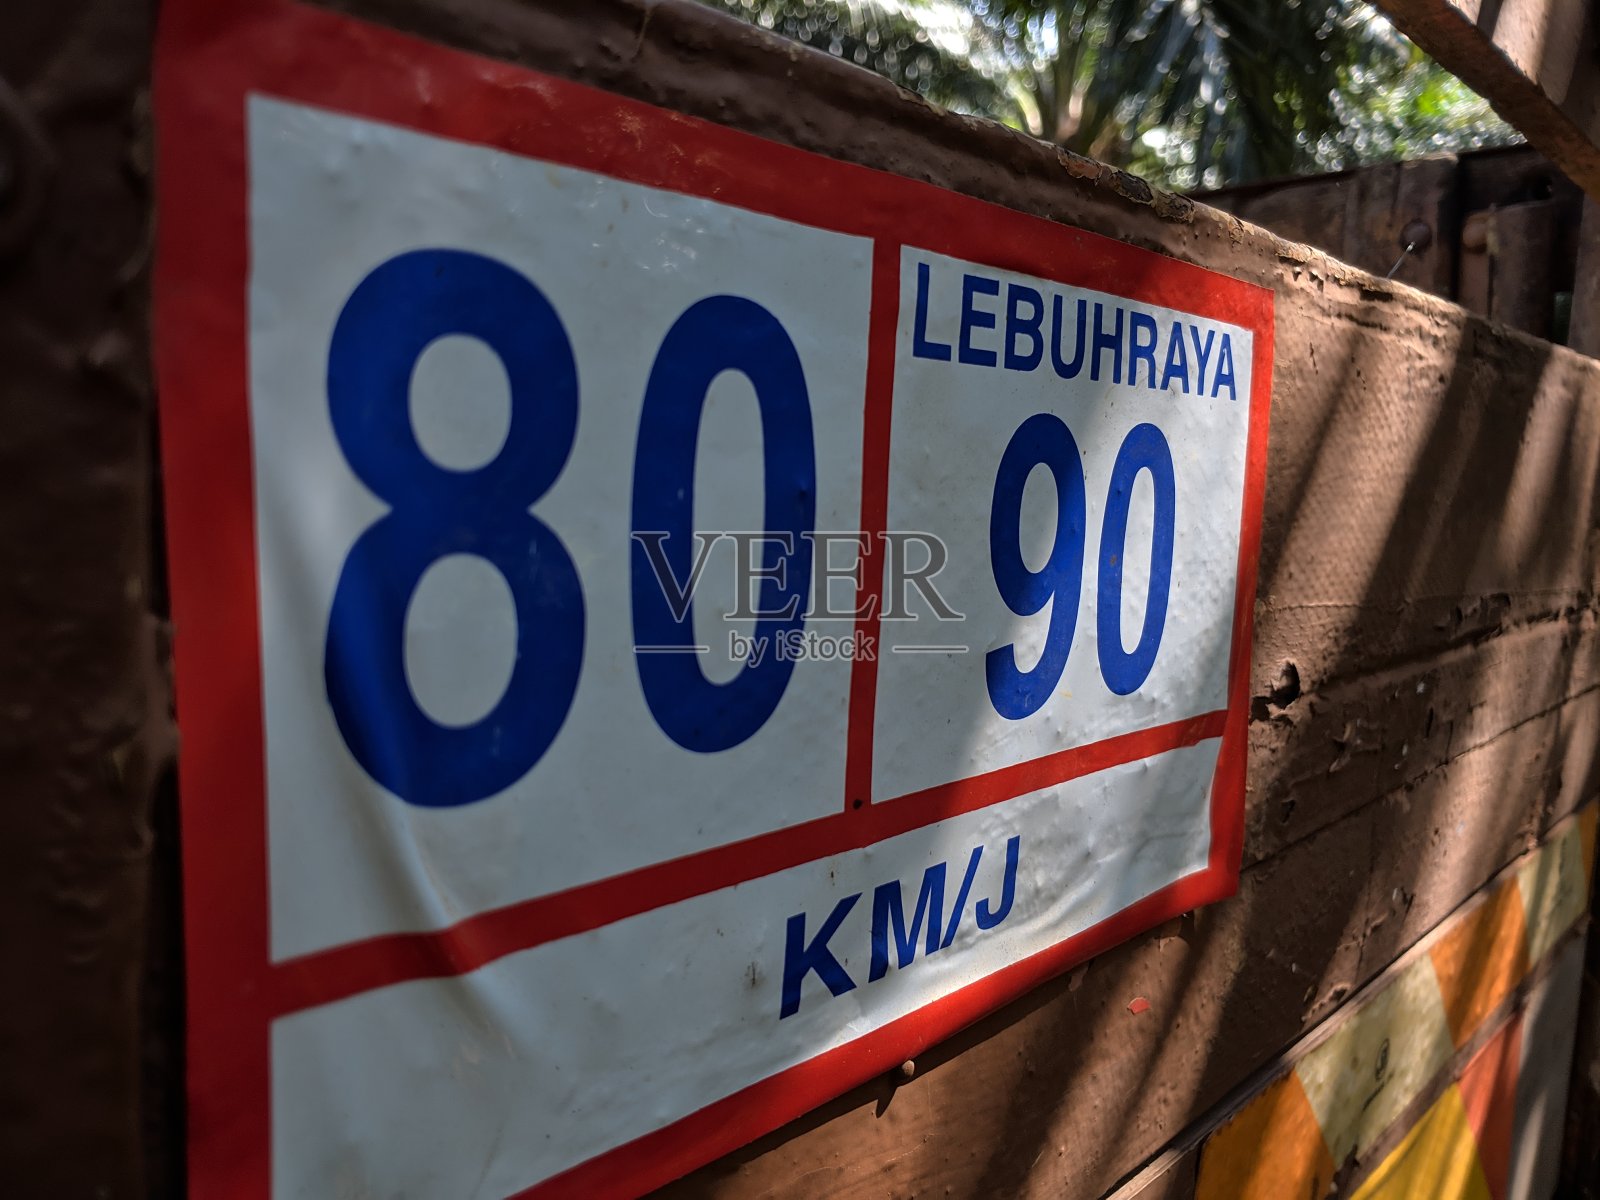 80
LEBUHRAYA
90
KM/J
VEER
by iStock